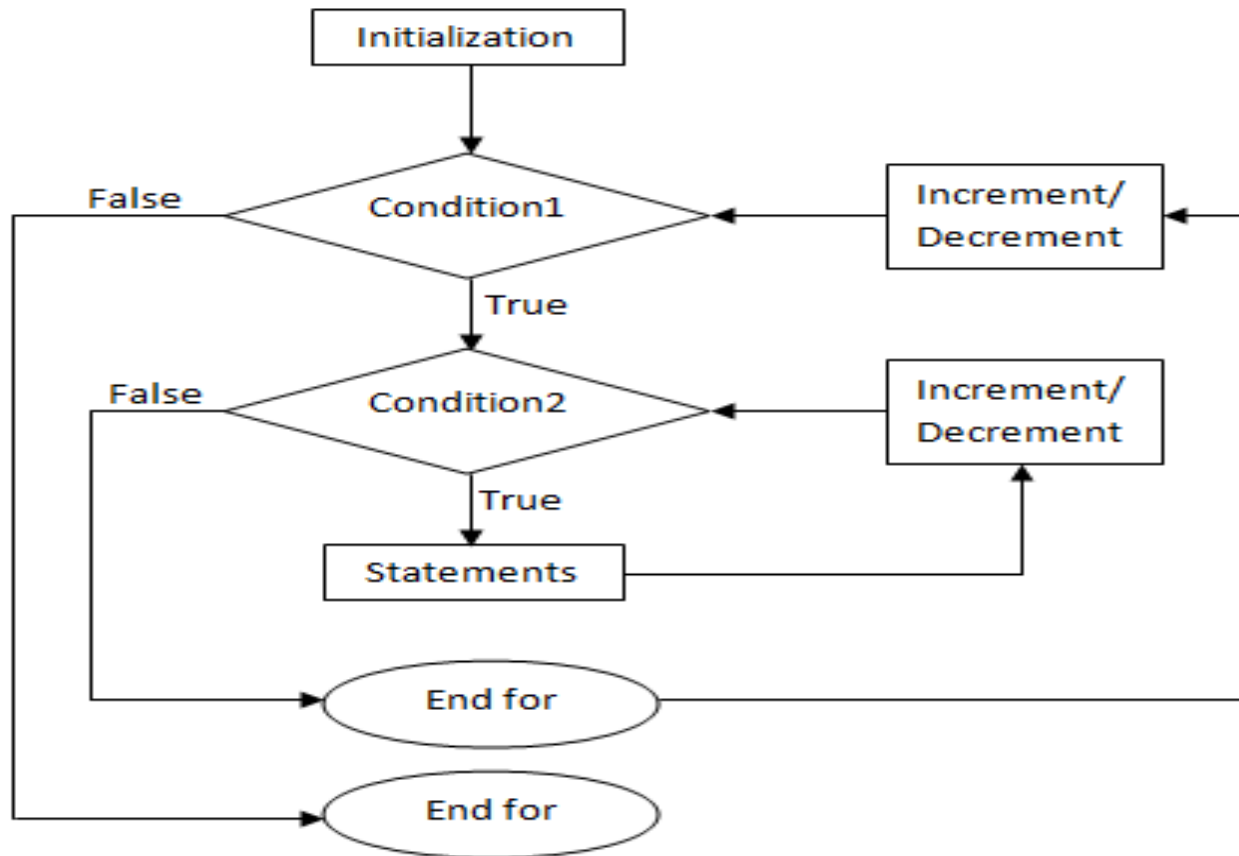 Initialization
False
Condition1
Increment/
Decrement
True
False
Condition2
Increment/
Decrement
True
Statements
End for
End for